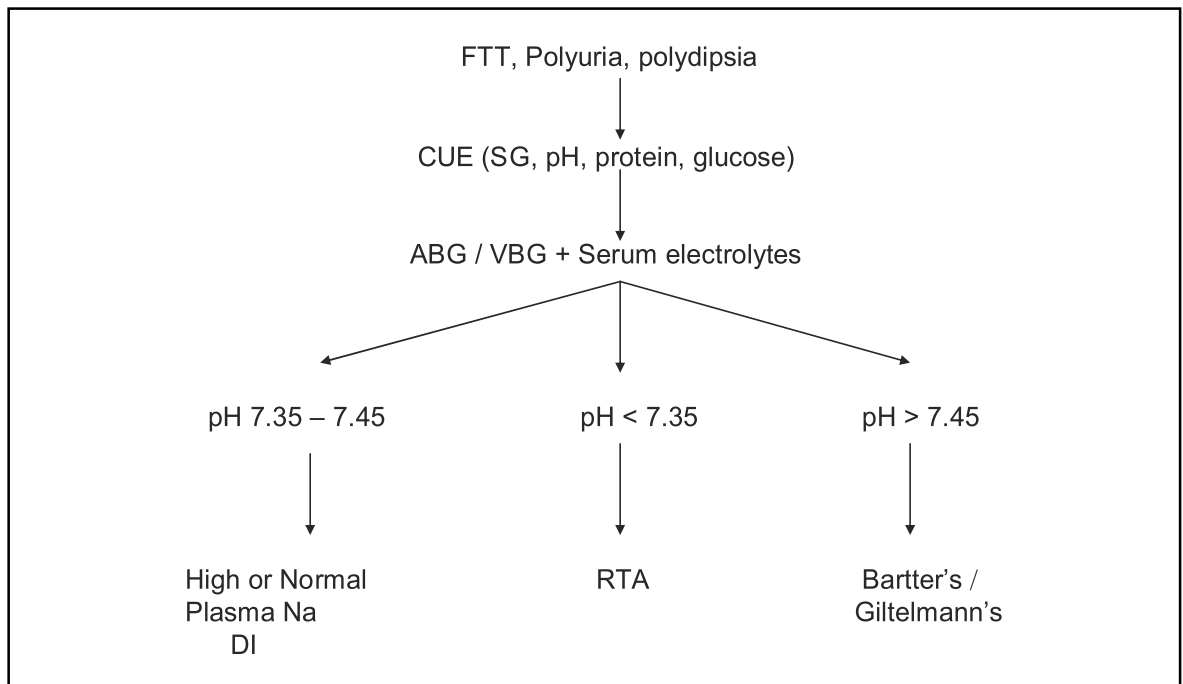 FTT, Polyuria, polydipsia
CUE (SG, pH, protein, glucose)
ABG / VBG + Serum electrolytes
pH 7.35 – 7.45
pH < 7.35
pH > 7.45
High or Normal
Plasma Na
DI
RTA
Bartter's /
Giltelmann's